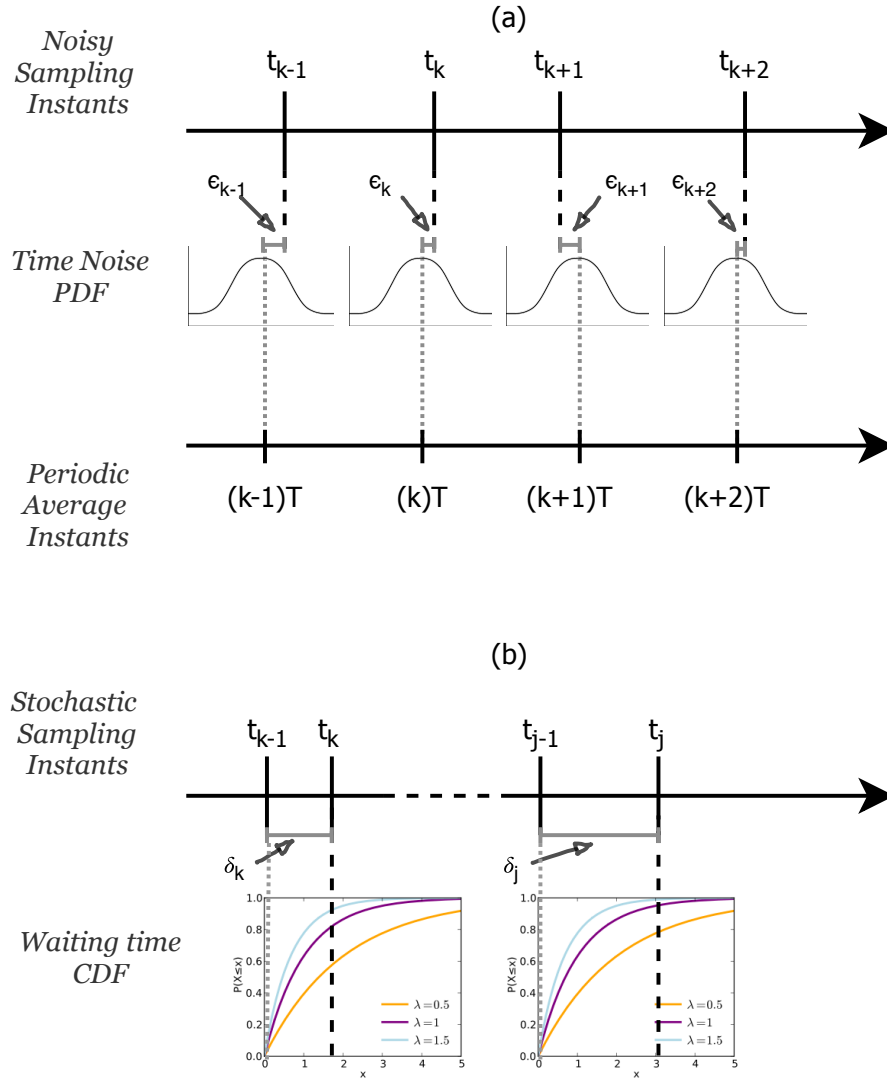 (a)
Noisy
Sampling
Instants
t_{k-1} t_k t_{k+1} t_{k+2}
ϵ_{k-1} ϵ_k ϵ_{k+1} ϵ_{k+2}
Time Noise
PDF
Periodic
Average
Instants
(k-1)T (k)T (k+1)T (k+2)T
(b)
Stochastic
Sampling
Instants
t_{k-1} t_k t_{j-1} t_j
δ_k δ_j
Waiting time
CDF
P(X≤x)
1.0
0.8
0.6
0.4
0.2
0.0
λ=0.5
λ=1
λ=1.5
0 1 2 3 4 5
x
P(X≤x)
1.0
0.8
0.6
0.4
0.2
0.0
λ=0.5
λ=1
λ=1.5
0 1 2 3 4 5
x